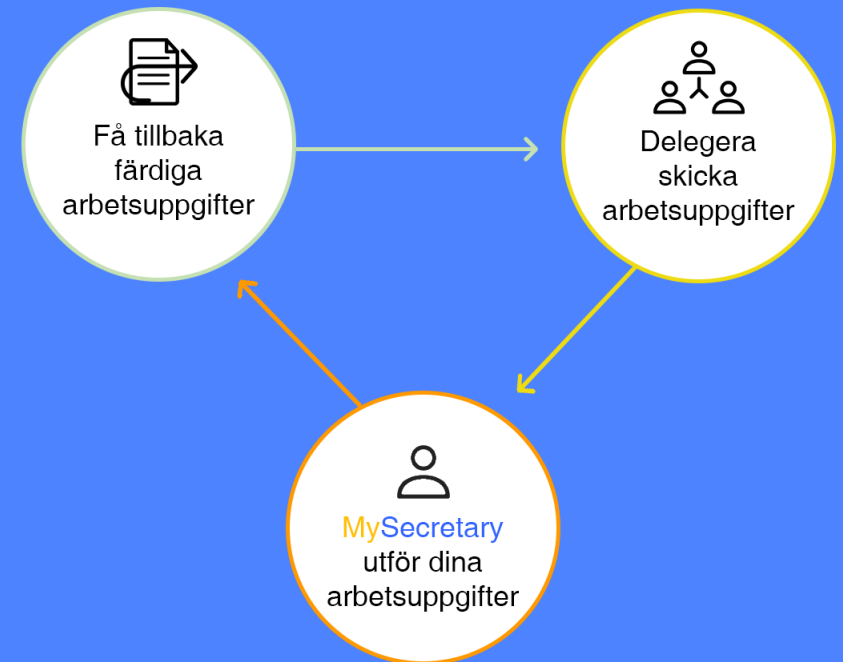 Få tillbaka
färdiga
arbetsuppgifter
Delegera
skicka
arbetsuppgifter
MySecretary
utför dina
arbetsuppgifter